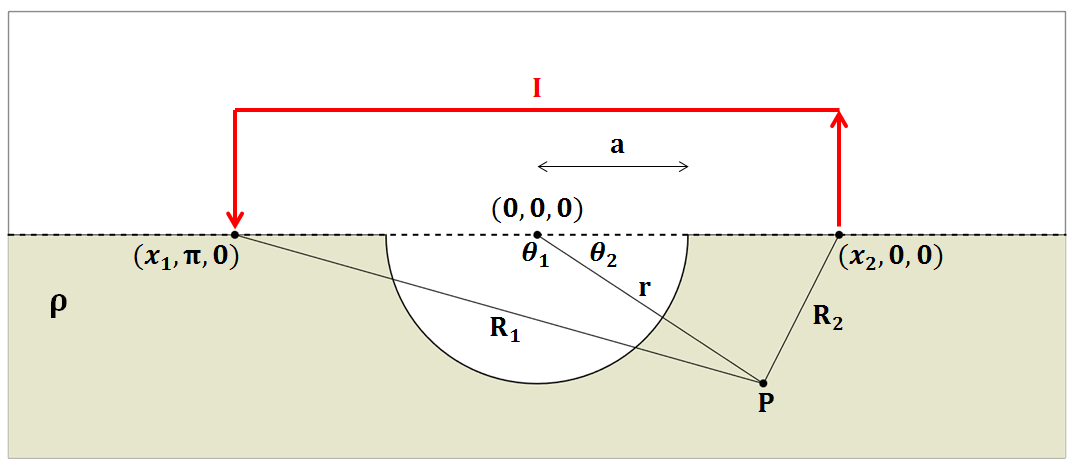 I
a
(0, 0, 0)
(x₁, π, 0)
θ₁
θ₂
(x₂, 0, 0)
r
ρ
R₁
R₂
P